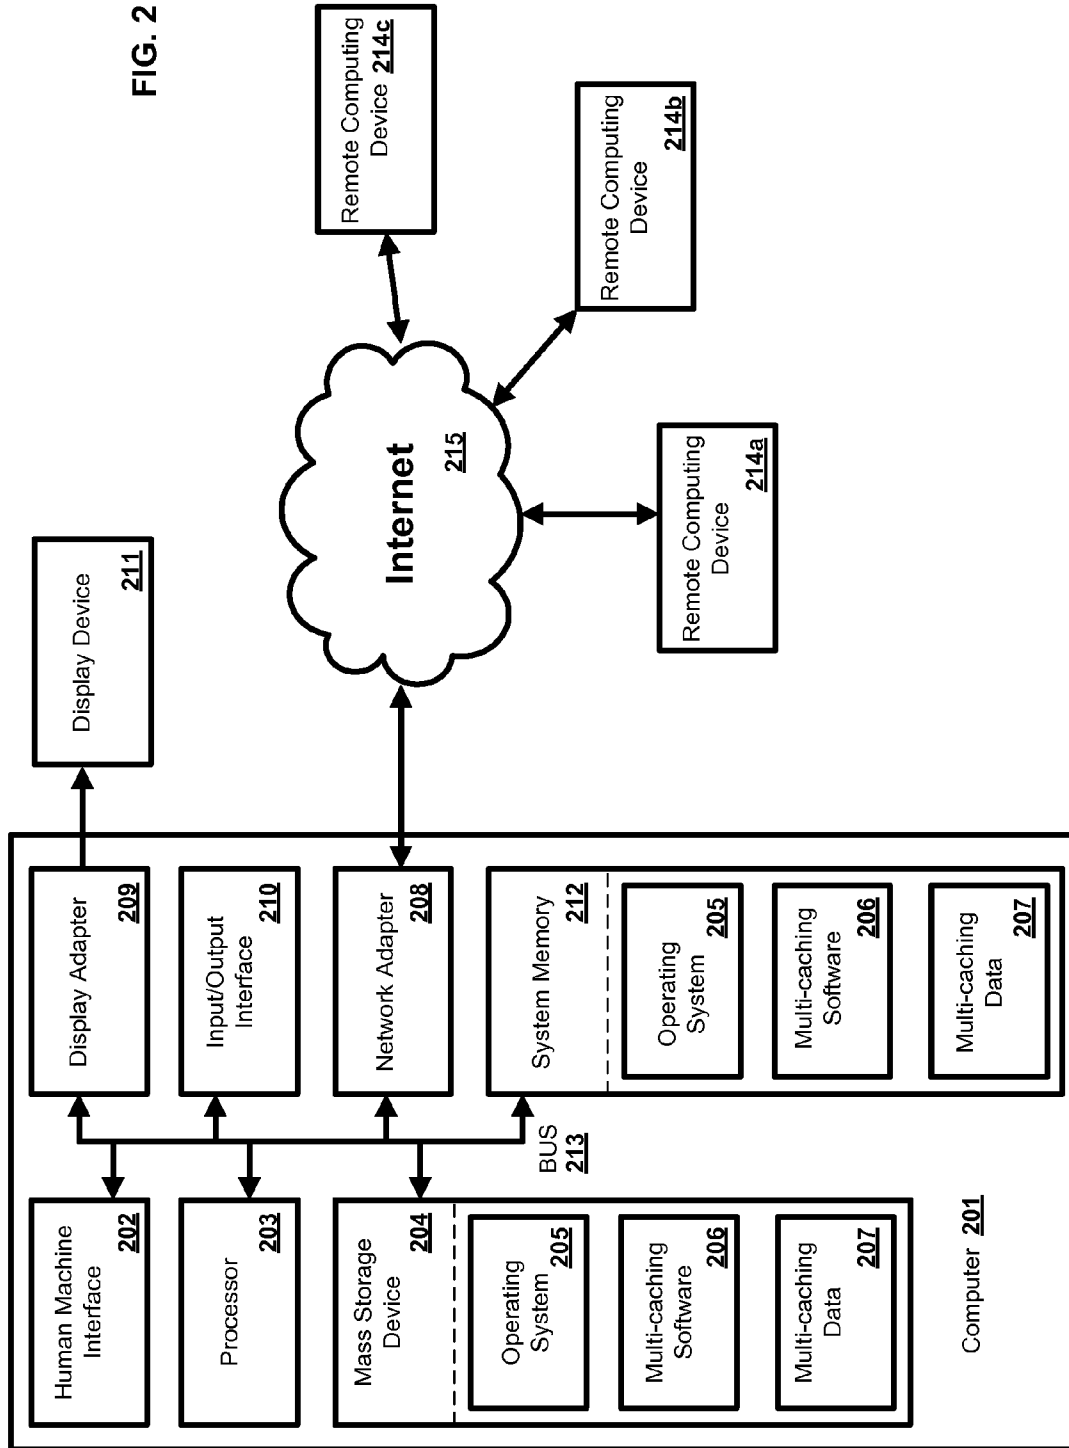 FIG. 2
Human Machine
Interface
202
Processor
203
Mass Storage
Device
204
Operating
System
205
Multi-caching
Software
206
Multi-caching
Data
207
Computer 201
BUS
213
Display Adapter
209
Input/Output
Interface
210
Network Adapter
208
System Memory
212
Operating
System
205
Multi-caching
Software
206
Multi-caching
Data
207
Display Device
211
Internet
215
Remote Computing
Device
214a
Remote Computing
Device
214b
Remote Computing
Device 214c